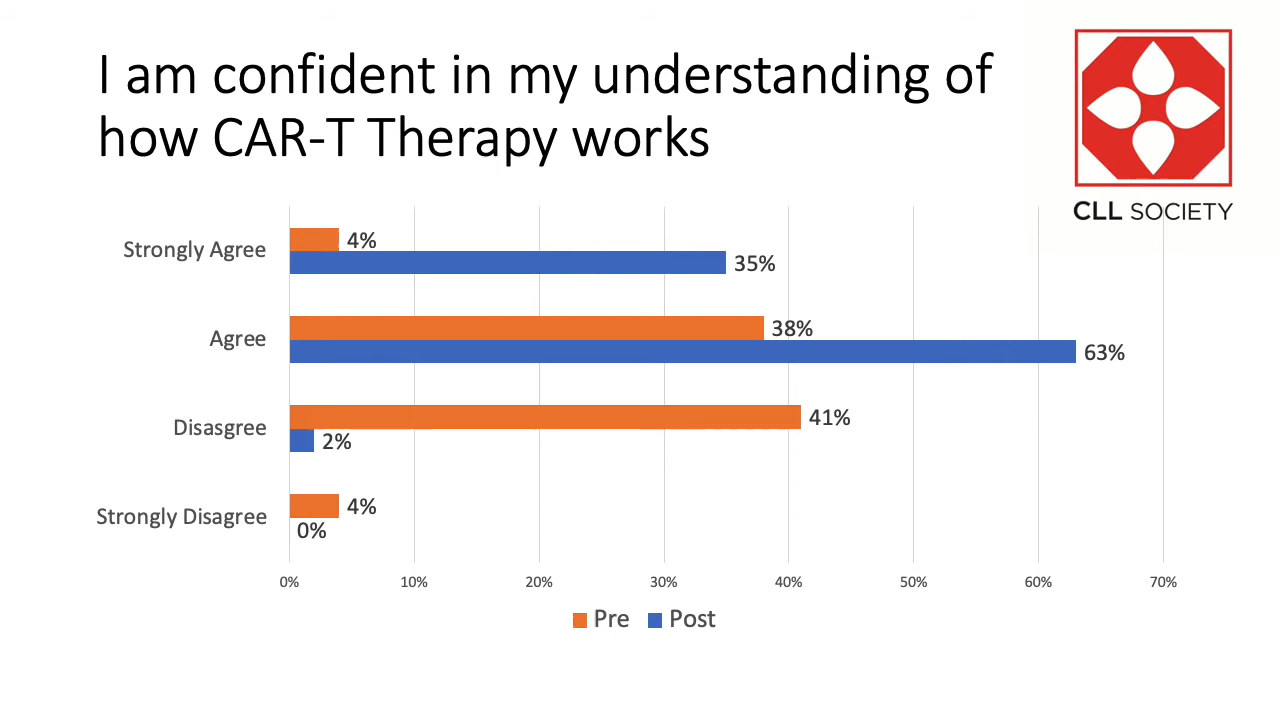 I am confident in my understanding of
how CAR-T Therapy works
CLL SOCIETY
Strongly Agree
4%
35%
Agree
38%
63%
Disasgree
41%
2%
Strongly Disagree
4%
0%
0% 10% 20% 30% 40% 50% 60% 70%
Pre Post